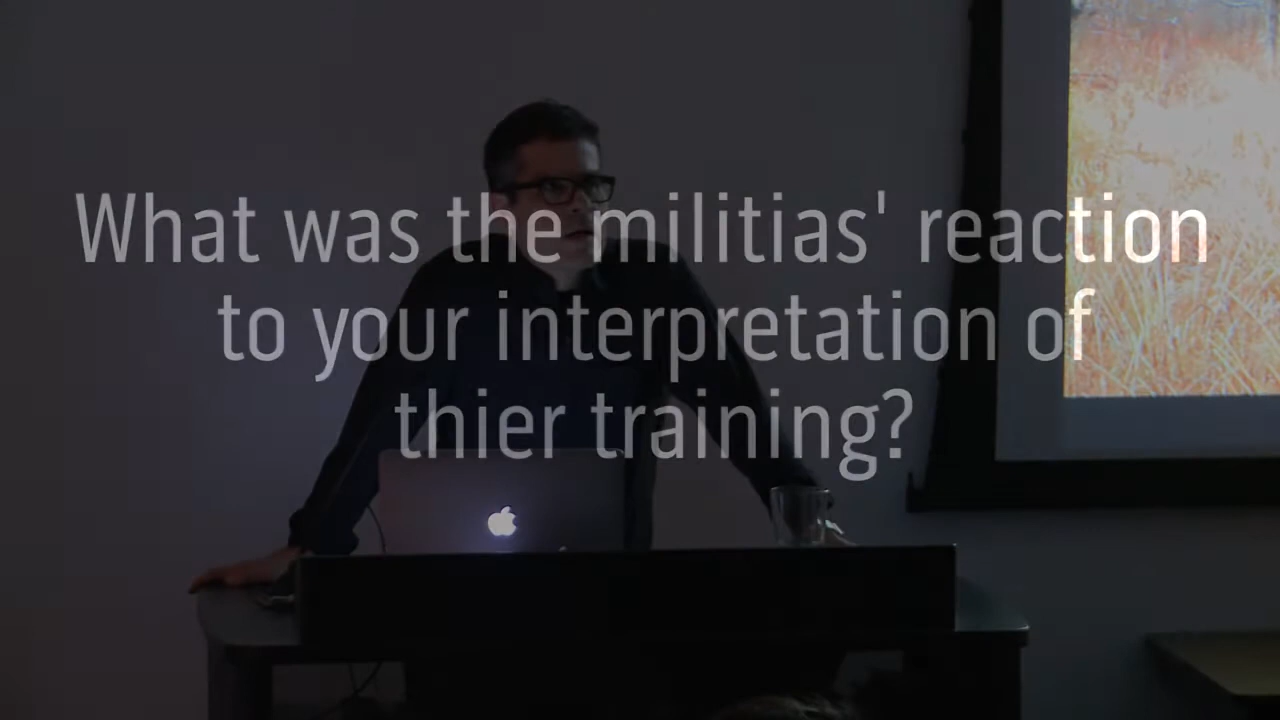 What was the militias' reaction
to your interpretation of
thier training?